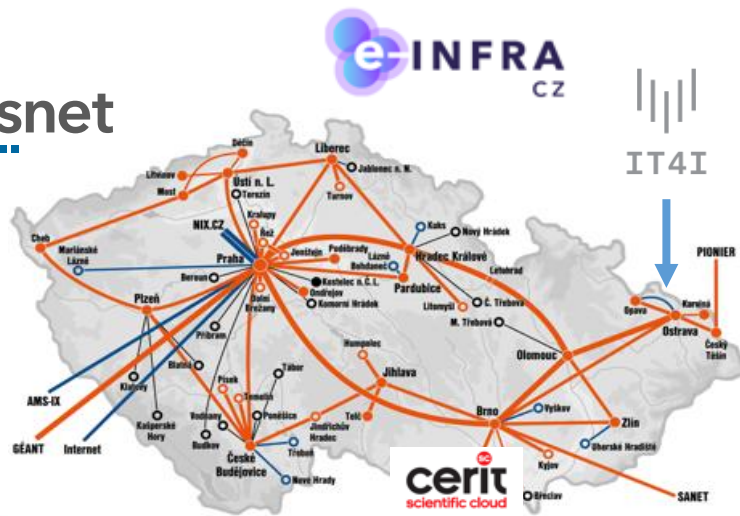 e-INFRA
CZ
snet
IT4I
Děčín
Litvínov
Most
Ústí n. L.
Terezín
Liberec
Jablonec n. N.
Turnov
NIX.CZ
Kralupy
Řež
Jenštejn
Poděbrady
Praha
Cheb
Mariánské
Lázně
Beroun
Kostelec n. Č. L.
Ondřejov
Komorní Hrádek
Dolní
Břežany
Kuks
Nový Hrádek
Lázně
Bohdaneč
Hradec Králové
Letohrad
Pardubice
Č. Třebová
Litomyšl
M. Třebová
PIONIER
Opava
Karviná
Ostrava
Český
Těšín
Plzeň
Příbram
Klatovy
Blatná
Kašperské
Hory
AMS-IX
GÉANT
Internet
Písek
Temelín
Tábor
Vodňany
Poněšice
Budkov
České
Budějovice
Třeboň
Nové Hrady
Humpolec
Jihlava
Telč
Jindřichův
Hradec
Olomouc
Brno
Vyškov
Zlín
Uherské Hradiště
Kyjov
Břeclav
SANET
sc
cerit
scientific cloud